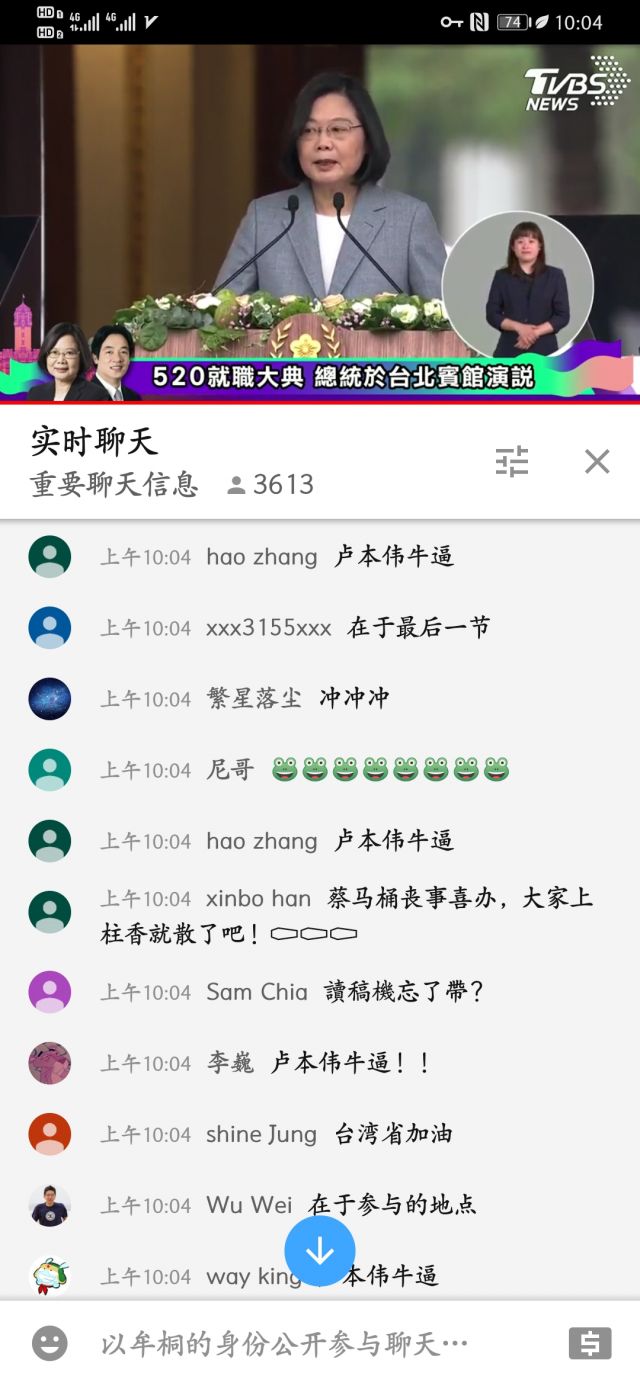 HD 1 4G 4G
HD 2
74 10:04
TVBS
NEWS
520就職大典 總統於台北賓館演説
实时聊天
重要聊天信息 3613
上午10:04 hao zhang 卢本伟牛逼
上午10:04 xxx3155xxx 在于最后一节
上午10:04 繁星落尘 冲冲冲
上午10:04 尼哥 🐸🐸🐸🐸🐸🐸🐸🐸
上午10:04 hao zhang 卢本伟牛逼
上午10:04 xinbo han 蔡马桶丧事喜办，大家上
柱香就散了吧！
上午10:04 Sam Chia 讀稿機忘了帶？
上午10:04 李巍 卢本伟牛逼！！
上午10:04 shine Jung 台湾省加油
上午10:04 Wu Wei 在于参与的地点
上午10:04 way king 本伟牛逼
以牟桐的身份公开参与聊天…